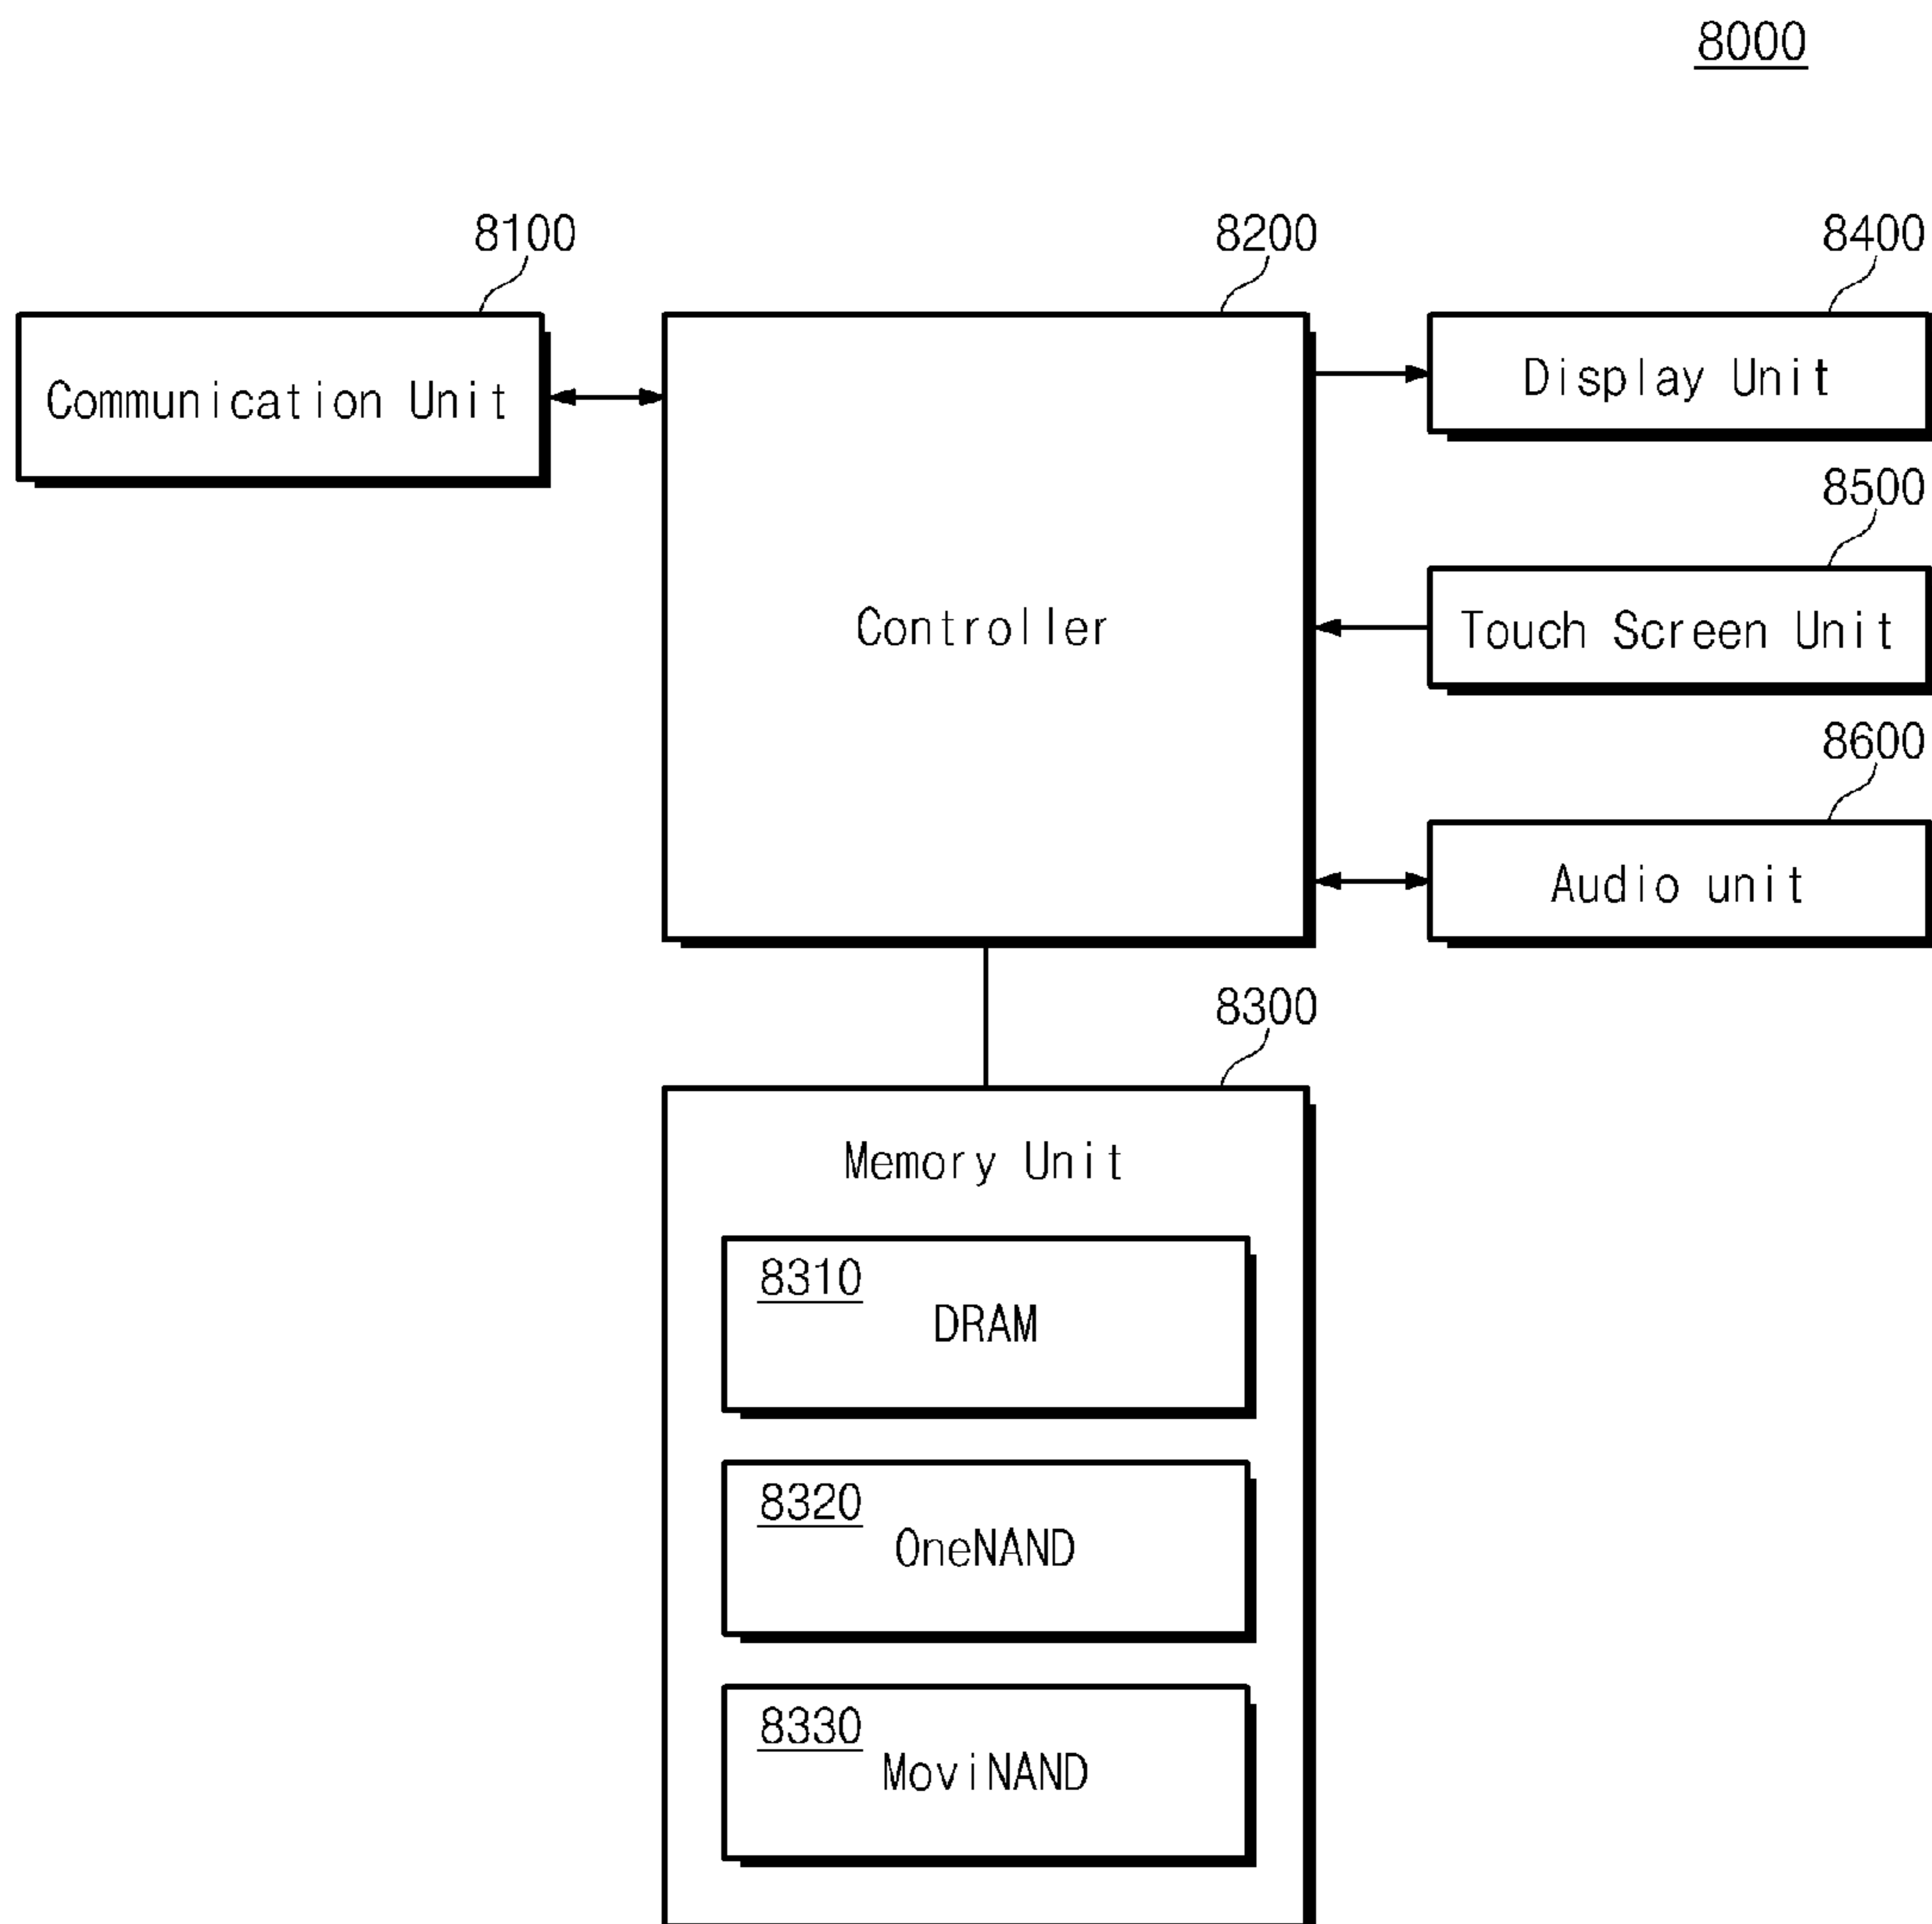 8000
8100
8200
8400
Communication Unit
Display Unit
8500
Controller
Touch Screen Unit
8600
Audio unit
8300
Memory Unit
8310
DRAM
8320
OneNAND
8330
MoviNAND